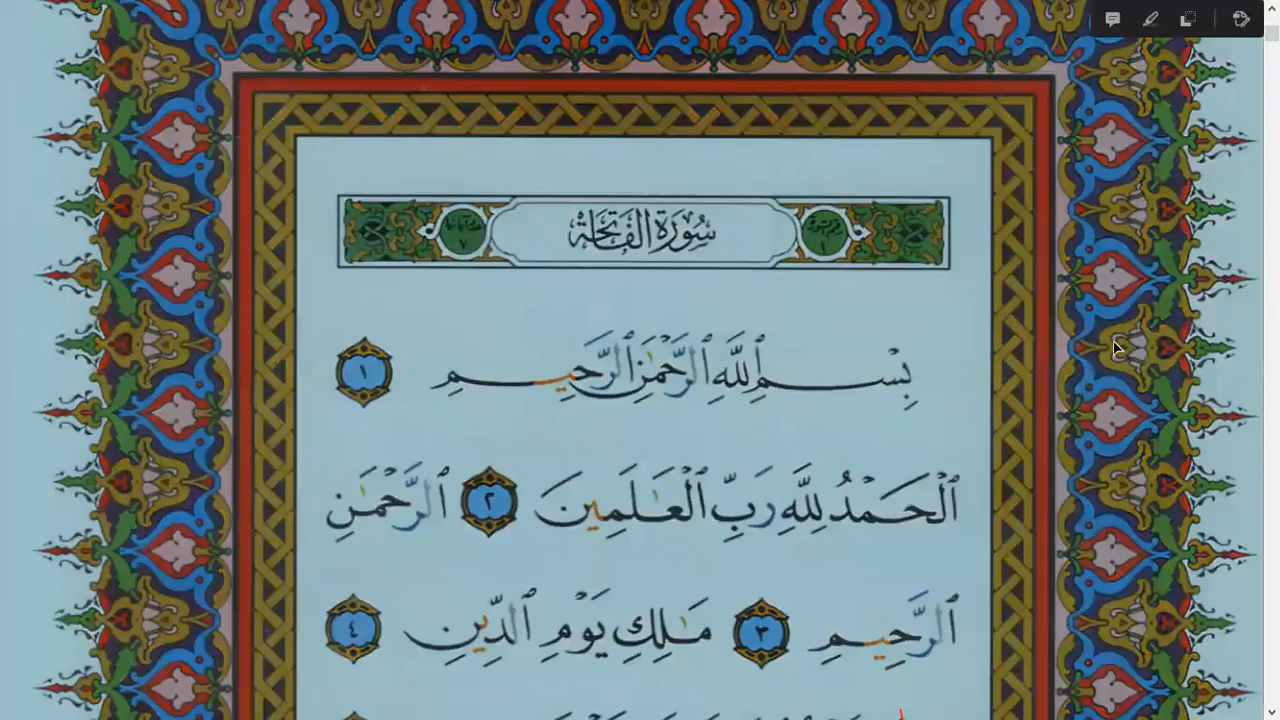 سُورَةُ الفَاتِحَةِ
بِسْمِ ٱللَّهِ ٱلرَّحْمَٰنِ ٱلرَّحِيمِ ١
ٱلْحَمْدُ لِلَّهِ رَبِّ ٱلْعَٰلَمِينَ ٢ ٱلرَّحْمَٰنِ
ٱلرَّحِيمِ ٣ مَٰلِكِ يَوْمِ ٱلدِّينِ ٤